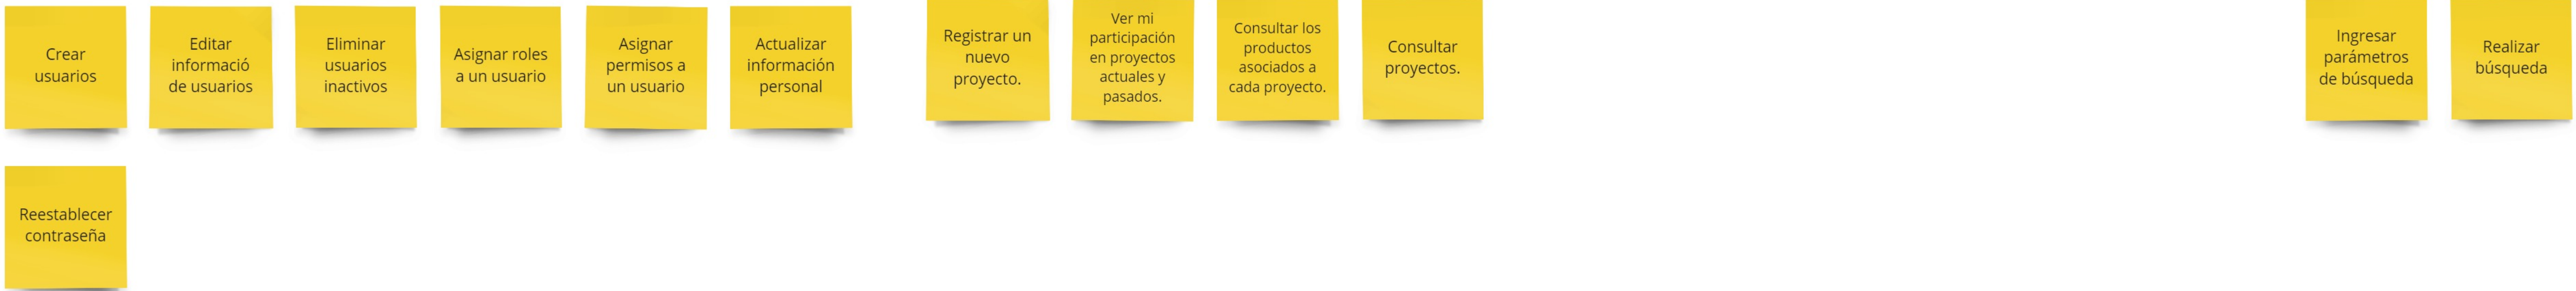 Crear
usuarios
Editar
informació
de usuarios
Eliminar
usuarios
inactivos
Asignar roles
a un usuario
Asignar
permisos a
un usuario
Actualizar
información
personal
Registrar un
nuevo
proyecto.
Ver mi
participación
en proyectos
actuales y
pasados.
Consultar los
productos
asociados a
cada proyecto.
Consultar
proyectos.
Ingresar
parámetros
de búsqueda
Realizar
búsqueda
Reestablecer
contraseña